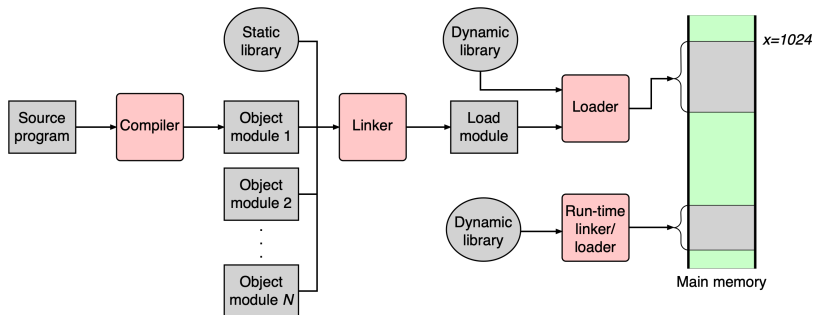 Static
library
Dynamic
library
x=1024
Source
program
Compiler
Object
module 1
Linker
Load
module
Loader
Object
module 2
Dynamic
library
Run-time
linker/
loader
Object
module N
Main memory